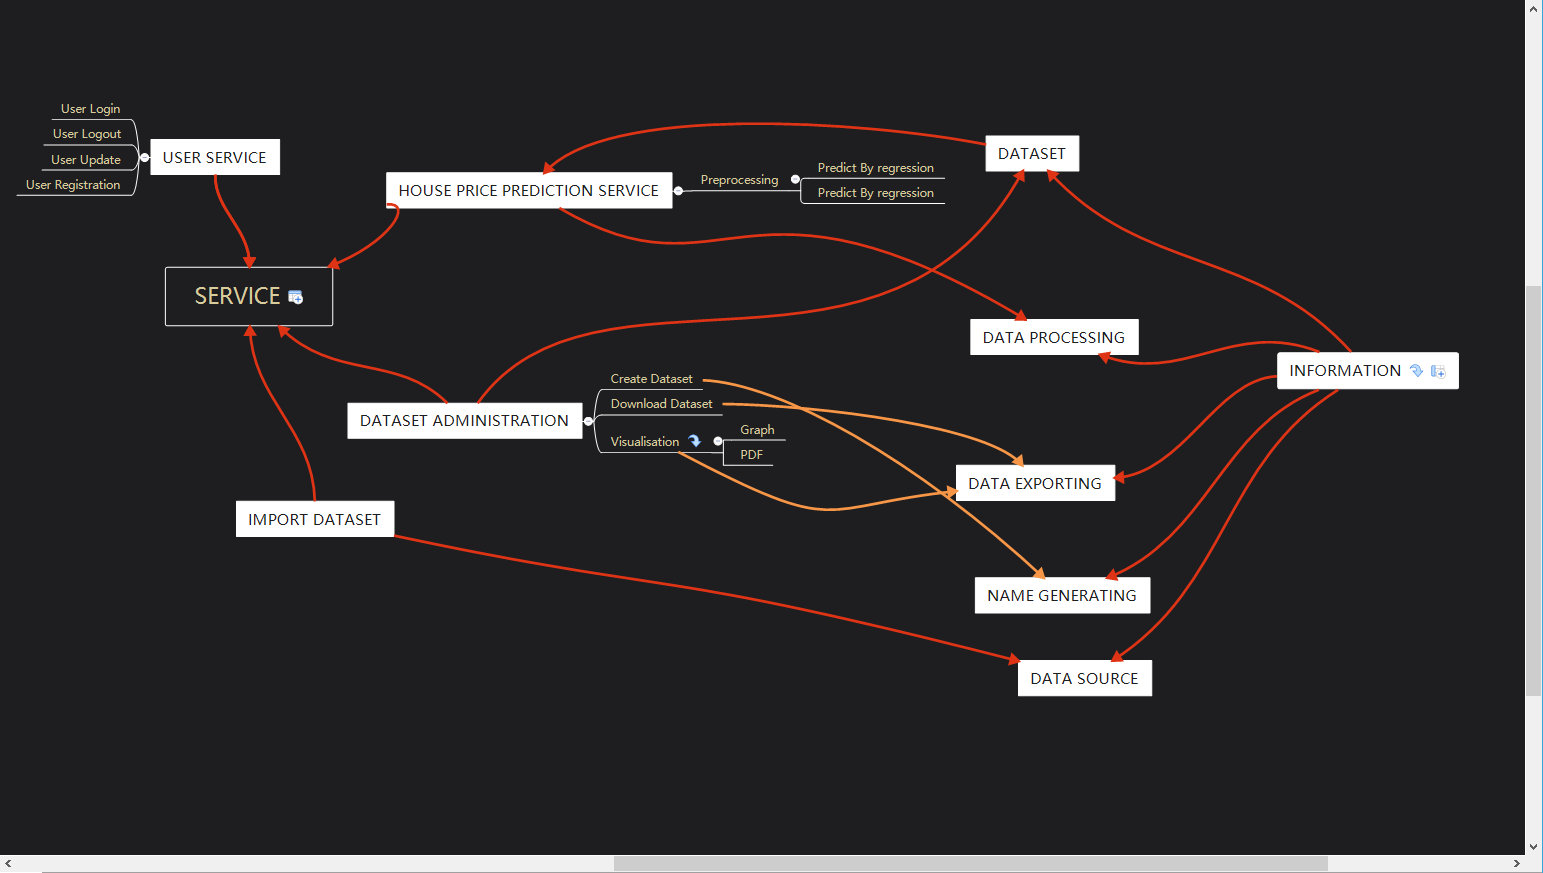 User Login
User Logout
User Update
User Registration
USER SERVICE
HOUSE PRICE PREDICTION SERVICE
Preprocessing
Predict By regression
Predict By regression
DATASET
SERVICE
DATA PROCESSING
INFORMATION
DATASET ADMINISTRATION
Create Dataset
Download Dataset
Visualisation
Graph
PDF
DATA EXPORTING
IMPORT DATASET
NAME GENERATING
DATA SOURCE